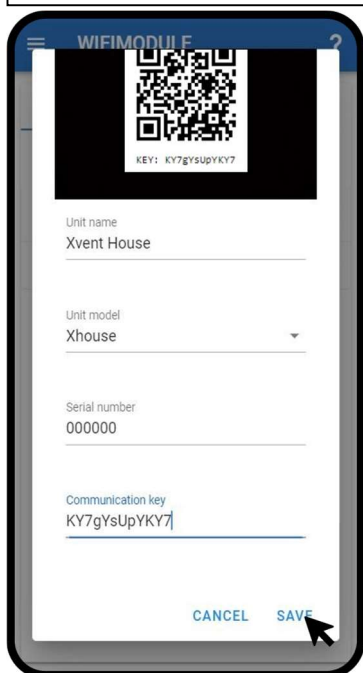 WIFIMODULE ?
KEY: KY7gYsUpYKY7
Unit name
Xvent House
Unit model
Xhouse
Serial number
000000
Communication key
KY7gYsUpYKY7
CANCEL SAVE